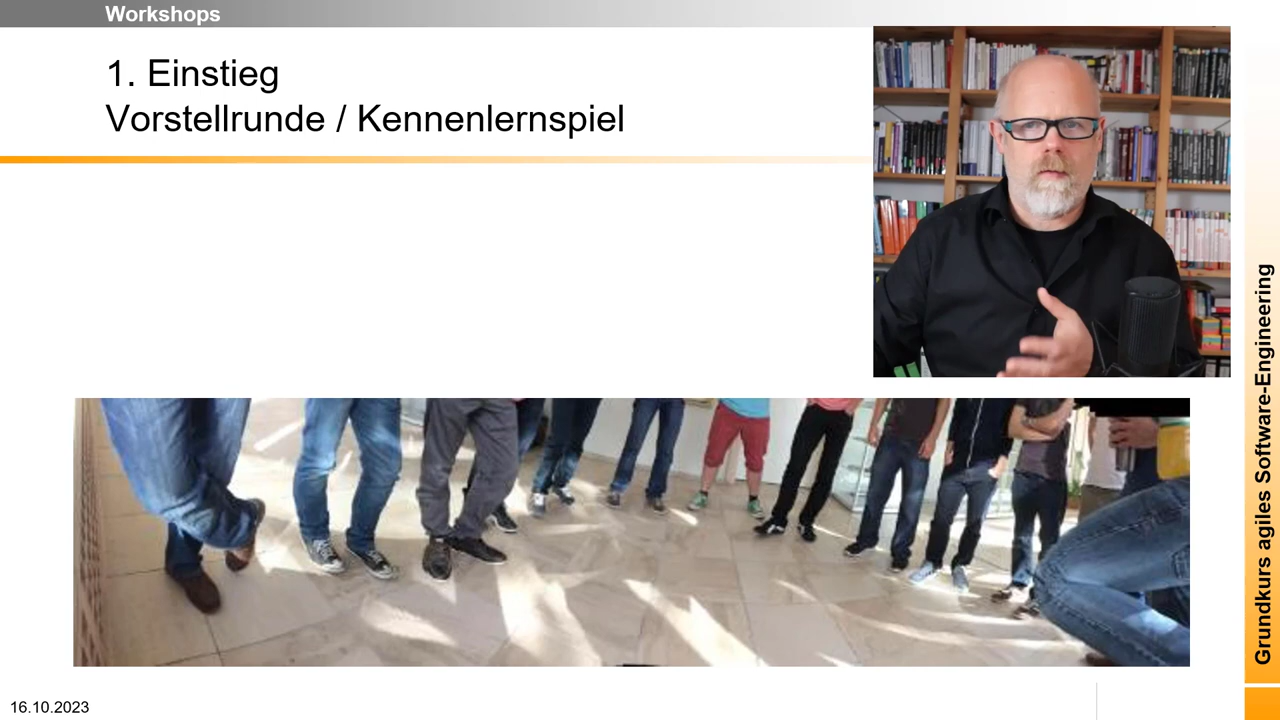 Workshops
1. Einstieg
Vorstellrunde / Kennenlernspiel
Grundkurs agiles Software-Engineering
16.10.2023